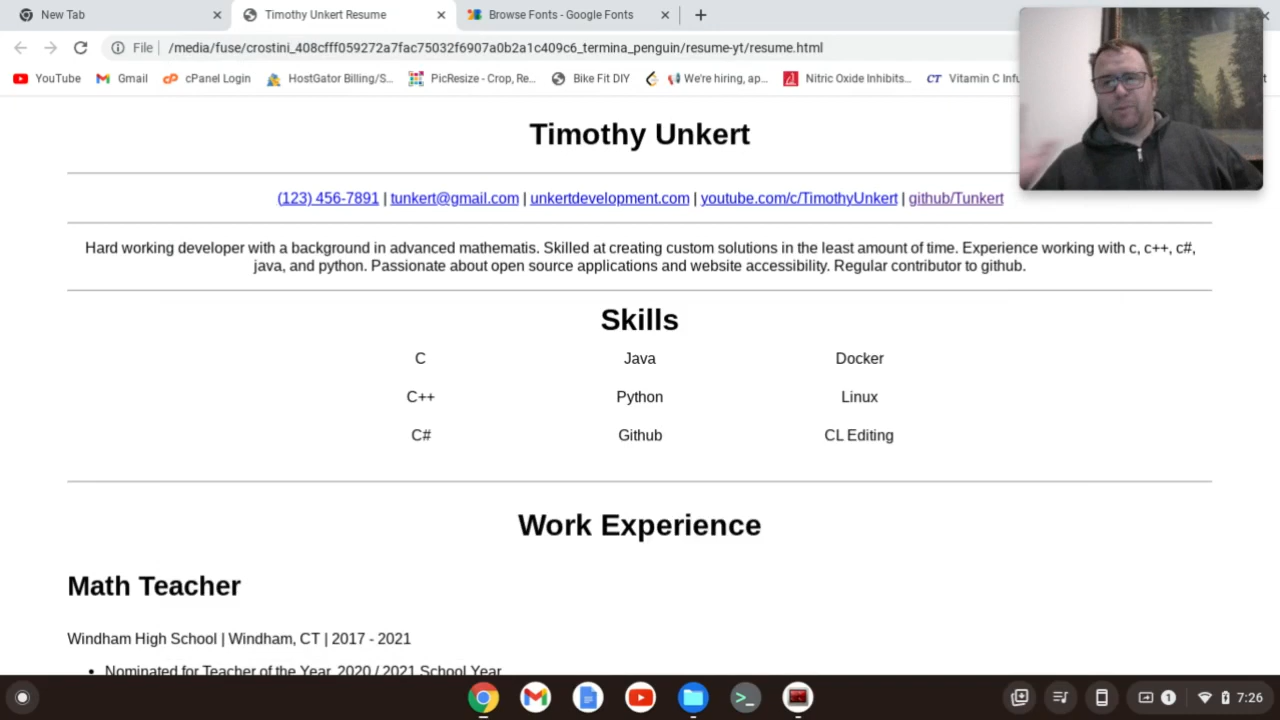 New Tab
Timothy Unkert Resume
Browse Fonts - Google Fonts
File
/media/fuse/crostini_408cfff059272a7fac75032f6907a0b2a1c409c6_termina_penguin/resume-yt/resume.html
YouTube
Gmail
cPanel Login
HostGator Billing/S...
PicResize - Crop, Re...
Bike Fit DIY
We're hiring, ap...
Nitric Oxide Inhibits...
CT Vitamin C Infu
Timothy Unkert
(123) 456-7891 | tunkert@gmail.com | unkertdevelopment.com | youtube.com/c/TimothyUnkert | github/Tunkert
Hard working developer with a background in advanced mathematis. Skilled at creating custom solutions in the least amount of time. Experience working with c, c++, c#,
java, and python. Passionate about open source applications and website accessibility. Regular contributor to github.
Skills
C Java Docker
C++ Python Linux
C# Github CL Editing
Work Experience
Math Teacher
Windham High School | Windham, CT | 2017 - 2021
• Nominated for Teacher of the Year, 2020 / 2021 School Year
1
7:26